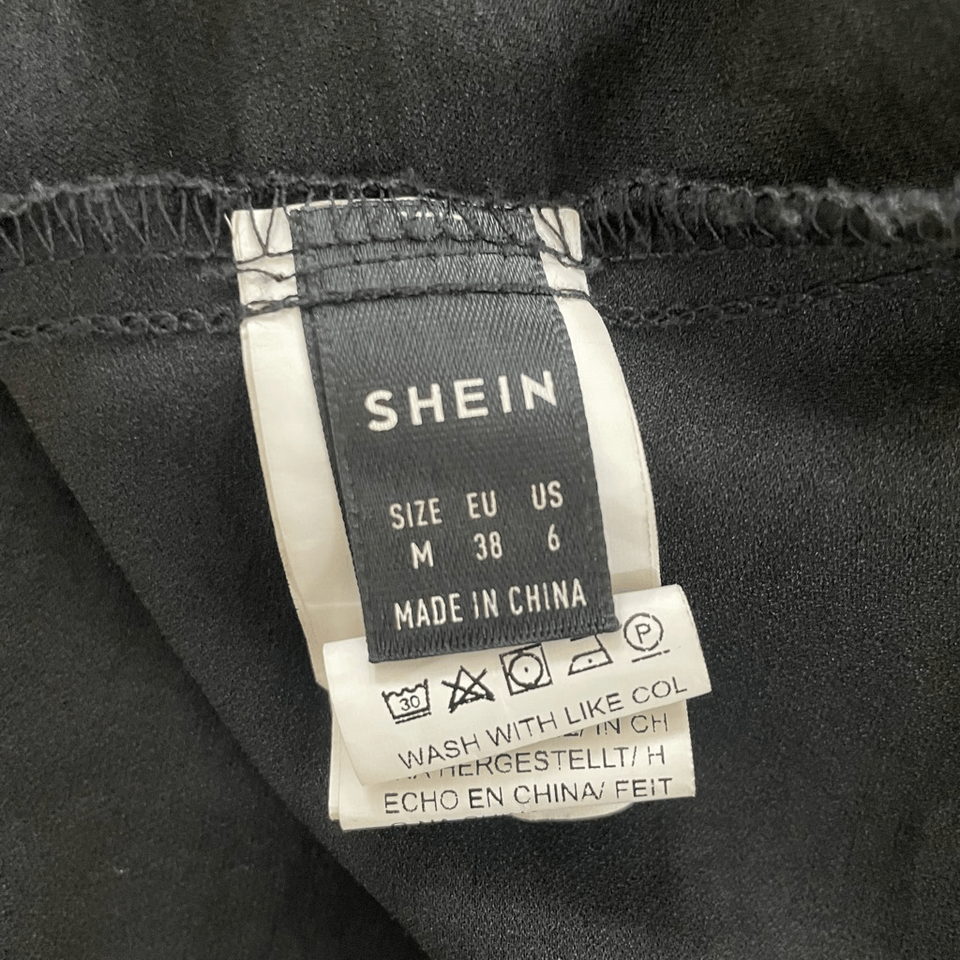 SHEIN
SIZE EU US
M 38 6
MADE IN CHINA
30
P
WASH WITH LIKE COL
IN CH
HERGESTELLT/ H
ECHO EN CHINA/ FEIT